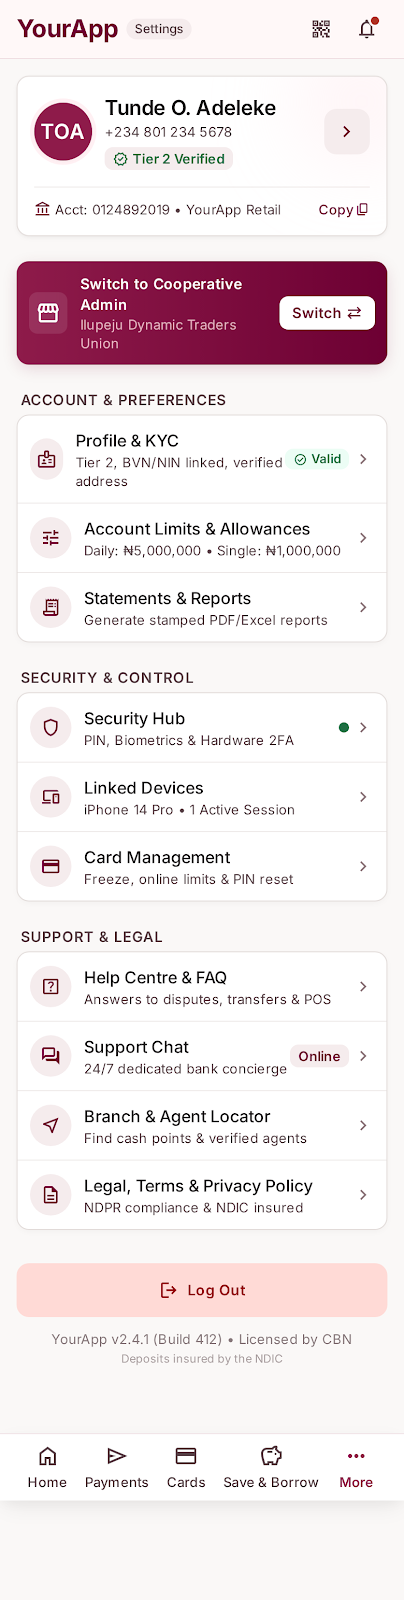 YourApp Settings
TOA
Tunde O. Adeleke
+234 801 234 5678
Tier 2 Verified
Acct: 0124892019 • YourApp Retail Copy
Switch to Cooperative
Admin
Ilupeju Dynamic Traders
Union
Switch
ACCOUNT & PREFERENCES
Profile & KYC
Tier 2, BVN/NIN linked, verified
address
Valid
Account Limits & Allowances
Daily: ₦5,000,000 • Single: ₦1,000,000
Statements & Reports
Generate stamped PDF/Excel reports
SECURITY & CONTROL
Security Hub
PIN, Biometrics & Hardware 2FA
Linked Devices
iPhone 14 Pro • 1 Active Session
Card Management
Freeze, online limits & PIN reset
SUPPORT & LEGAL
Help Centre & FAQ
Answers to disputes, transfers & POS
Support Chat
24/7 dedicated bank concierge
Online
Branch & Agent Locator
Find cash points & verified agents
Legal, Terms & Privacy Policy
NDPR compliance & NDIC insured
Log Out
YourApp v2.4.1 (Build 412) • Licensed by CBN
Deposits insured by the NDIC
Home Payments Cards Save & Borrow More